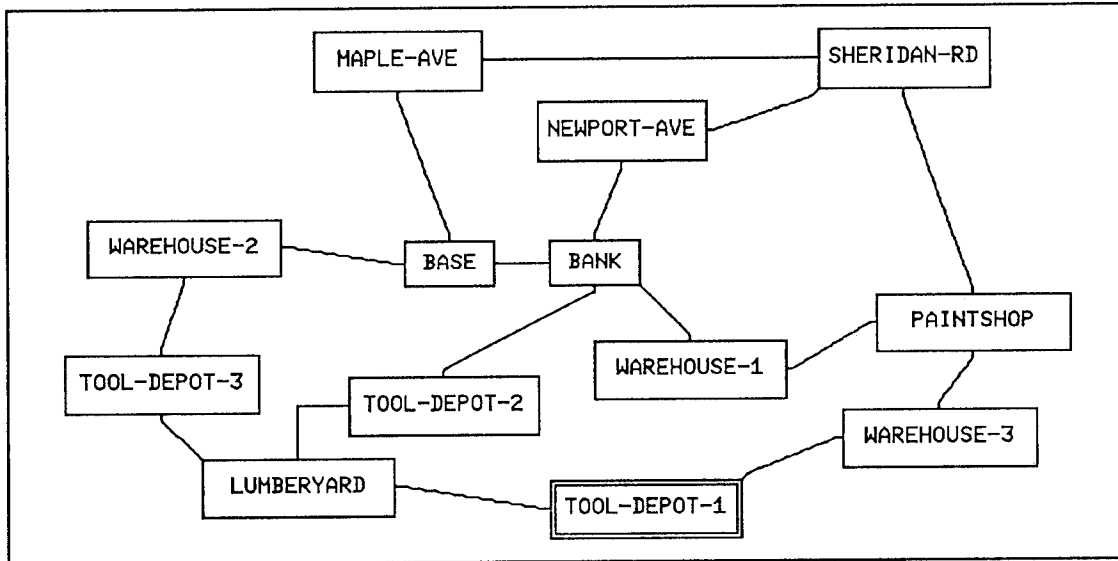 MAPLE-AVE
SHERIDAN-RD
NEWPORT-AVE
WAREHOUSE-2
BASE
BANK
PAINTSHOP
WAREHOUSE-1
TOOL-DEPOT-3
TOOL-DEPOT-2
WAREHOUSE-3
LUMBERYARD
TOOL-DEPOT-1